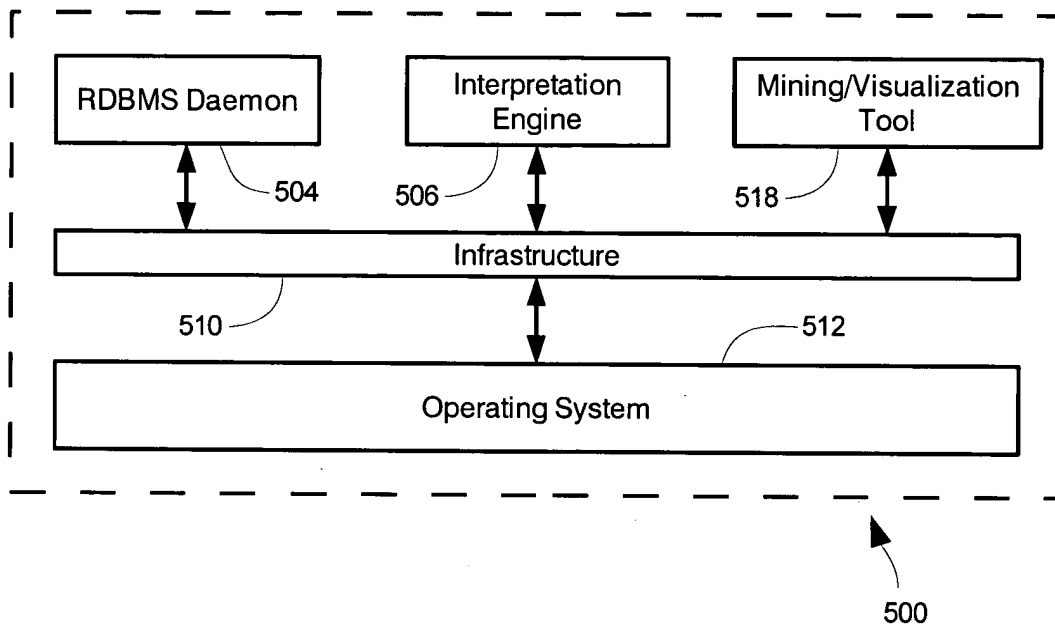 RDBMS Daemon
Interpretation
Engine
Mining/Visualization
Tool
504
506
518
Infrastructure
510
512
Operating System
500